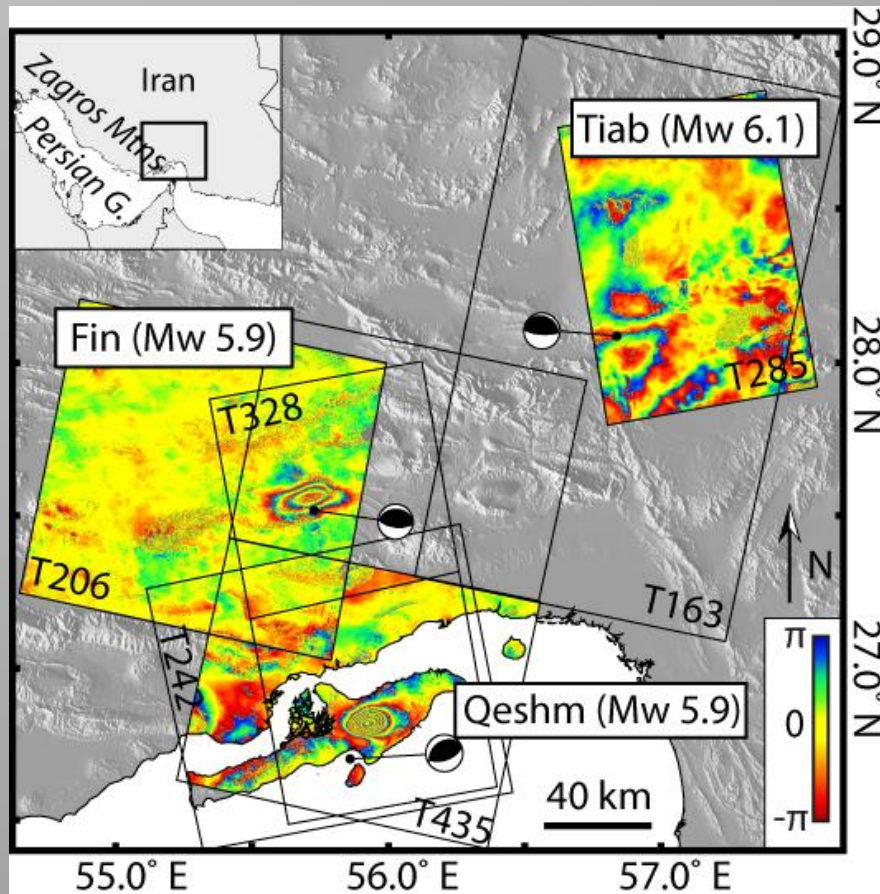 Iran
Zagros Mtns.
Persian G.
Tiab (Mw 6.1)
Fin (Mw 5.9)
T285
T328
T206
T163
T242
Qeshm (Mw 5.9)
T435
40 km
N
π
0
-π
29.0° N
28.0° N
27.0° N
55.0° E
56.0° E
57.0° E